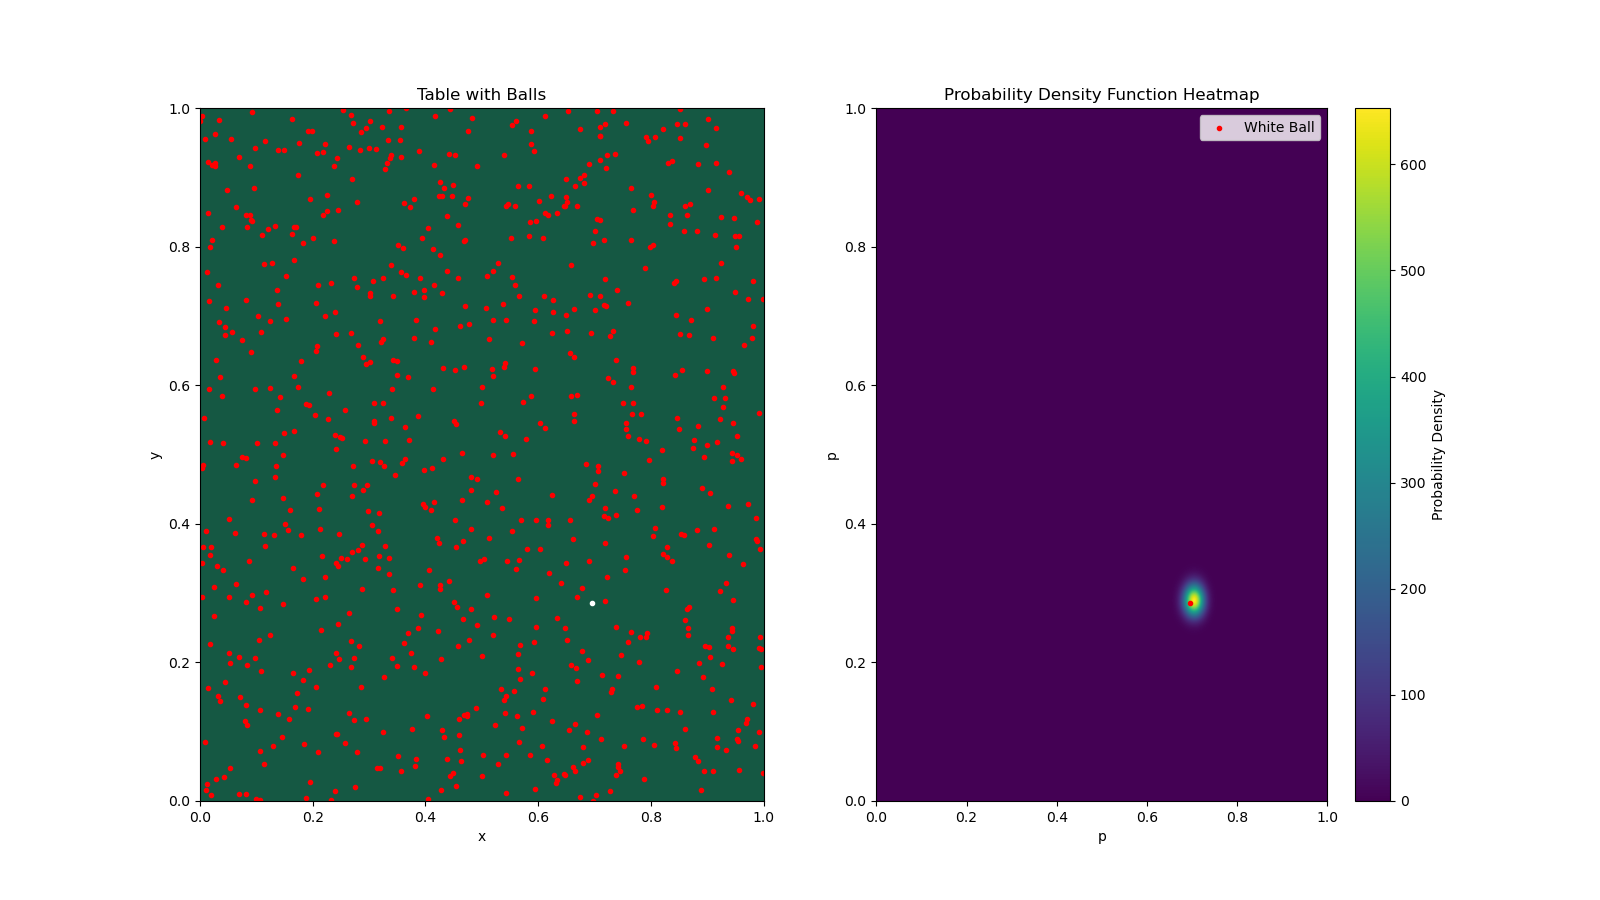 Table with Balls
1.0
0.8
0.6
0.4
0.2
0.0
y
0.0 0.2 0.4 0.6 0.8 1.0
x
Probability Density Function Heatmap
White Ball
1.0
0.8
0.6
0.4
0.2
0.0
p
0.0 0.2 0.4 0.6 0.8 1.0
p
600
500
400
300
200
100
0
Probability Density